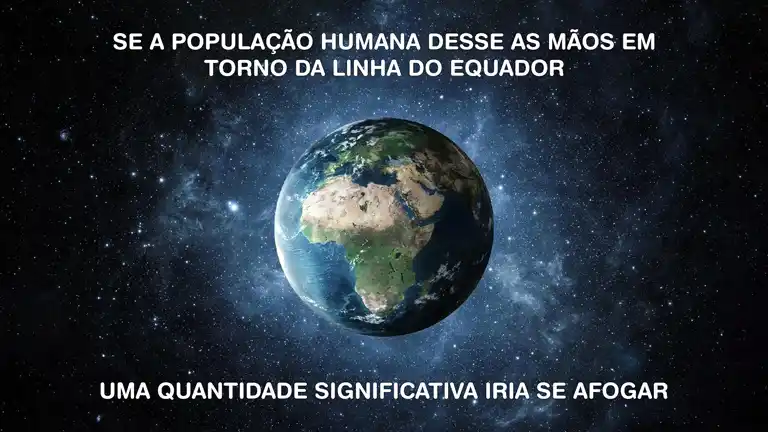 SE A POPULAÇÃO HUMANA DESSE AS MÃOS EM
TORNO DA LINHA DO EQUADOR
UMA QUANTIDADE SIGNIFICATIVA IRIA SE AFOGAR